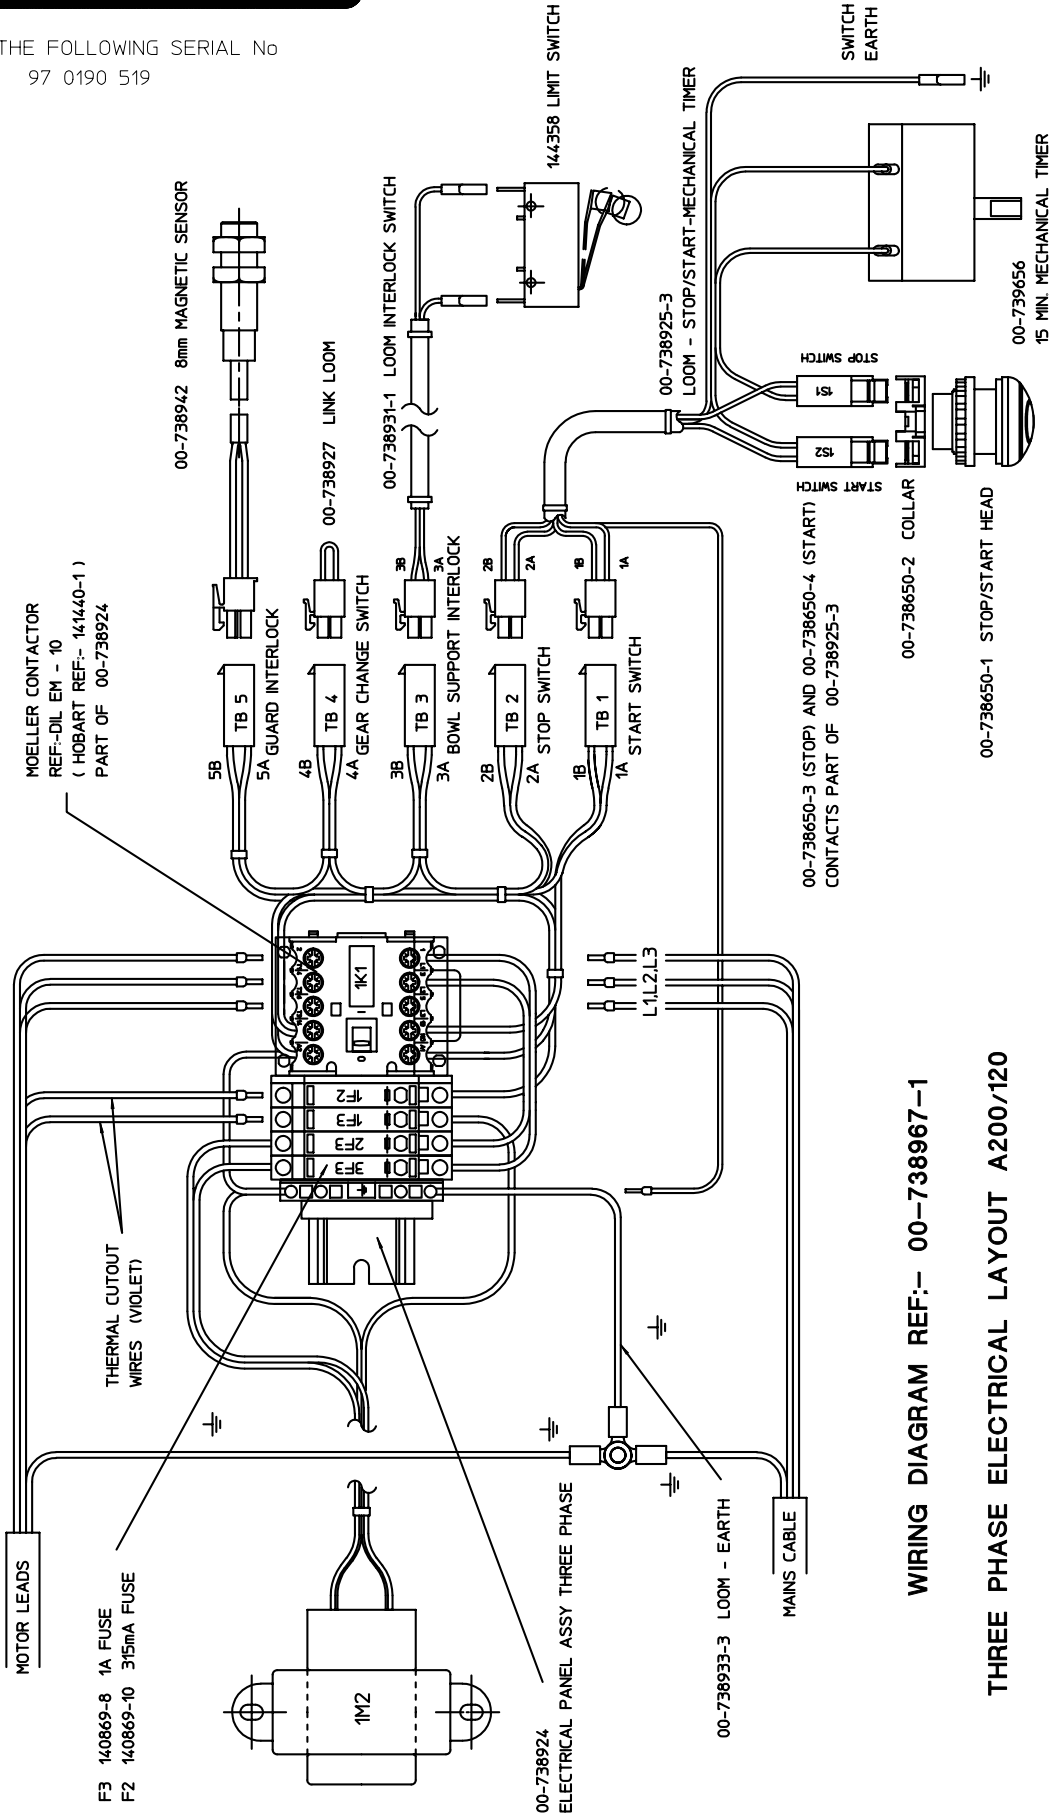 THE FOLLOWING SERIAL No
97 0190 519
SWITCH
EARTH
144358 LIMIT SWITCH
00-738942 8mm MAGNETIC SENSOR
00-738927 LINK LOOM
00-738931-1 LOOM INTERLOCK SWITCH
00-738925-3
LOOM - STOP/START-MECHANICAL TIMER
00-739656
15 MIN. MECHANICAL TIMER
STOP SWITCH
1S1
1S2
START SWITCH
00-738650-3 (STOP) AND 00-738650-4 (START)
CONTACTS PART OF 00-738925-3
00-738650-2 COLLAR
00-738650-1 STOP/START HEAD
MOELLER CONTACTOR
REF:-DIL EM - 10
( HOBART REF:- 141440-1 )
PART OF 00-738924
3B
3A
2B
2A
1B
1A
TB 5
5B
5A
GUARD INTERLOCK
TB 4
4B
4A
GEAR CHANGE SWITCH
TB 3
3B
3A
BOWL SUPPORT INTERLOCK
TB 2
2B
2A
STOP SWITCH
TB 1
1B
1A
START SWITCH
1K1
1F2
1F3
2F3
3F3
L1,L2,L3
THERMAL CUTOUT
WIRES (VIOLET)
MOTOR LEADS
F3 140869-8 1A FUSE
F2 140869-10 315mA FUSE
1M2
00-738924
ELECTRICAL PANEL ASSY THREE PHASE
00-738933-3 LOOM - EARTH
MAINS CABLE
WIRING DIAGRAM REF:- 00-738967-1
THREE PHASE ELECTRICAL LAYOUT A200/120